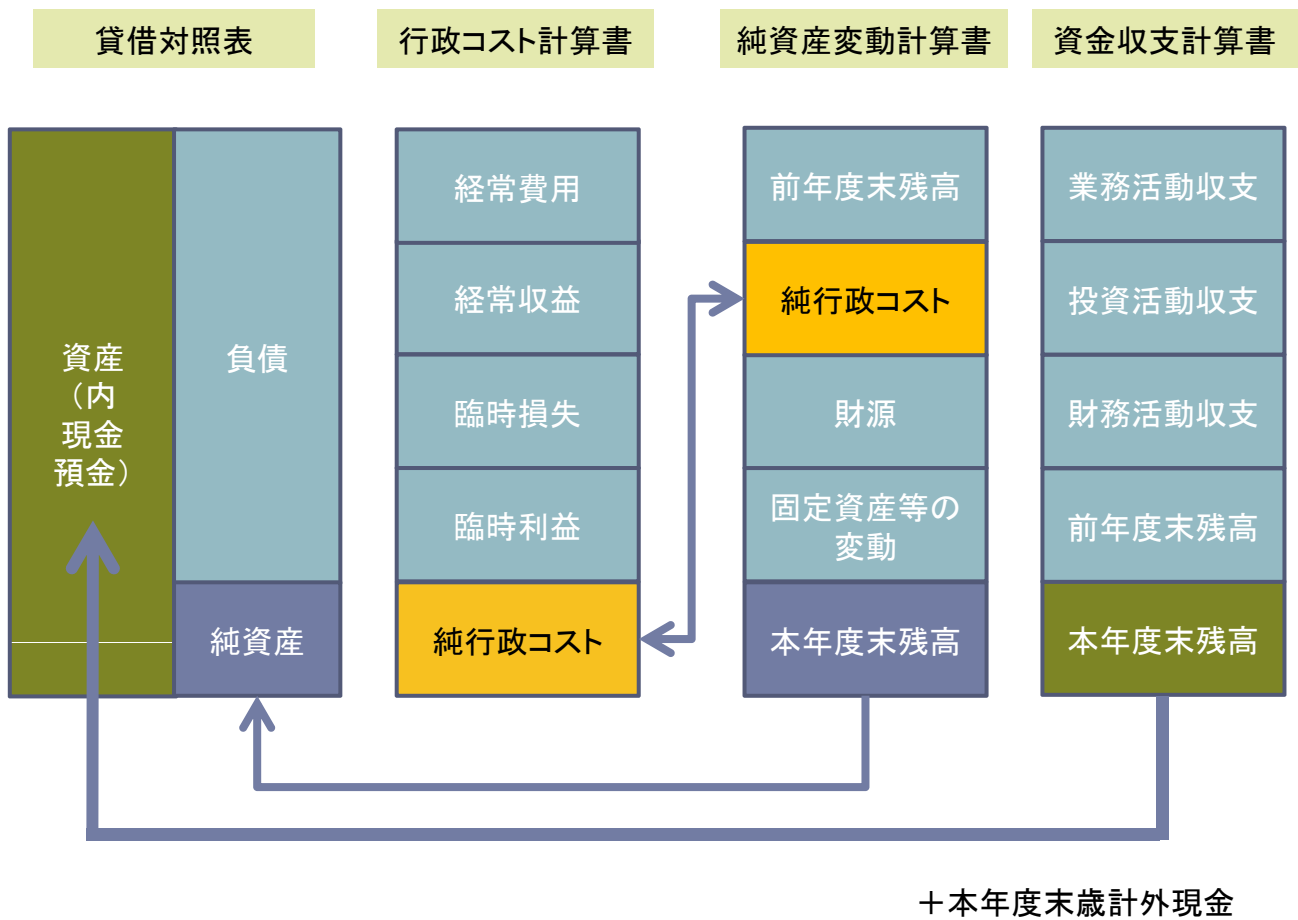 貸借対照表
行政コスト計算書
純資産変動計算書
資金収支計算書
資産
（内
現金
預金）
負債
純資産
経常費用
経常収益
臨時損失
臨時利益
純行政コスト
前年度末残高
純行政コスト
財源
固定資産等の
変動
本年度末残高
業務活動収支
投資活動収支
財務活動収支
前年度末残高
本年度末残高
＋本年度末歳計外現金